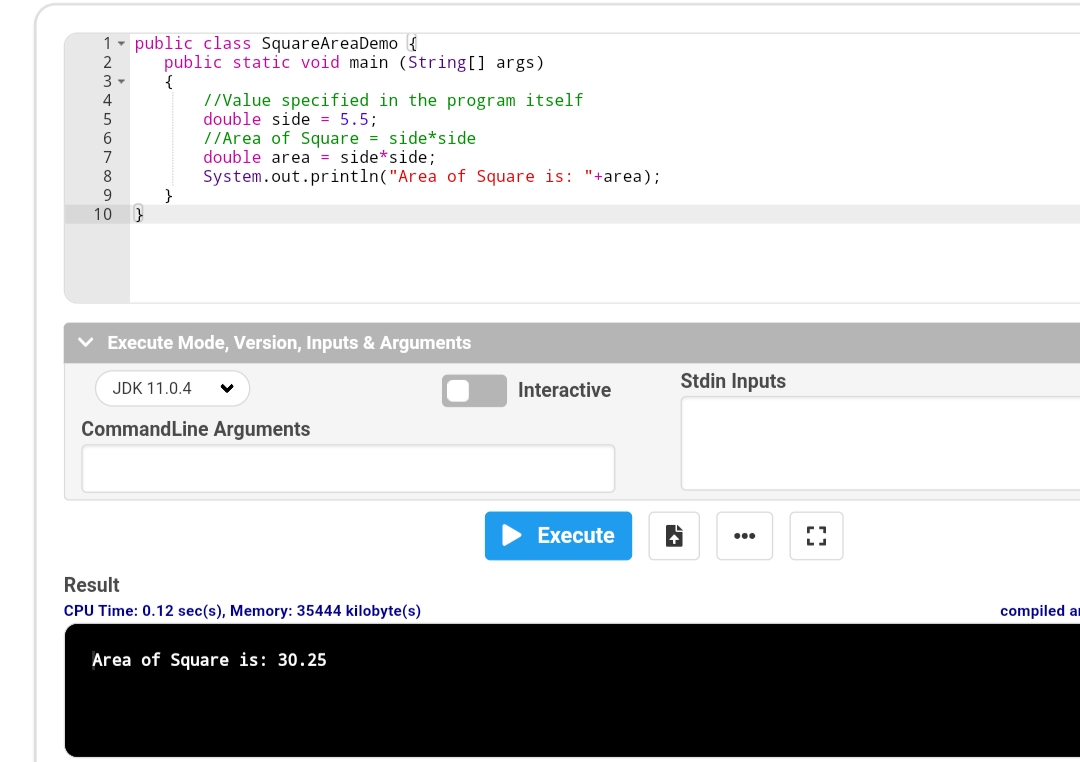 1 public class SquareAreaDemo {
2 public static void main (String[] args)
3 {
4 //Value specified in the program itself
5 double side = 5.5;
6 //Area of Square = side*side
7 double area = side*side;
8 System.out.println("Area of Square is: "+area);
9 }
10 }
Execute Mode, Version, Inputs & Arguments
JDK 11.0.4
Interactive
Stdin Inputs
CommandLine Arguments
Execute
Result
CPU Time: 0.12 sec(s), Memory: 35444 kilobyte(s)
compiled
Area of Square is: 30.25